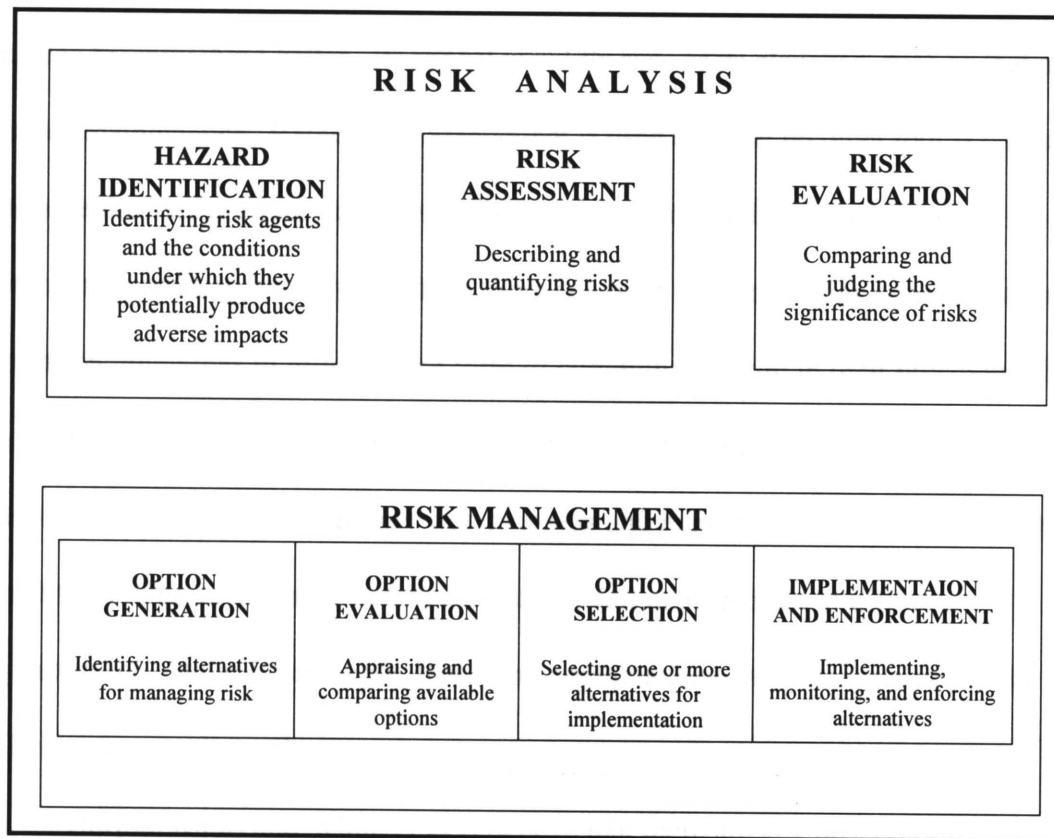 RISK ANALYSIS
HAZARD
IDENTIFICATION
Identifying risk agents
and the conditions
under which they
potentially produce
adverse impacts
RISK
ASSESSMENT
Describing and
quantifying risks
RISK
EVALUATION
Comparing and
judging the
significance of risks
RISK MANAGEMENT
OPTION
GENERATION
Identifying alternatives
for managing risk
OPTION
EVALUATION
Appraising and
comparing available
options
OPTION
SELECTION
Selecting one or more
alternatives for
implementation
IMPLEMENTAION
AND ENFORCEMENT
Implementing,
monitoring, and enforcing
alternatives